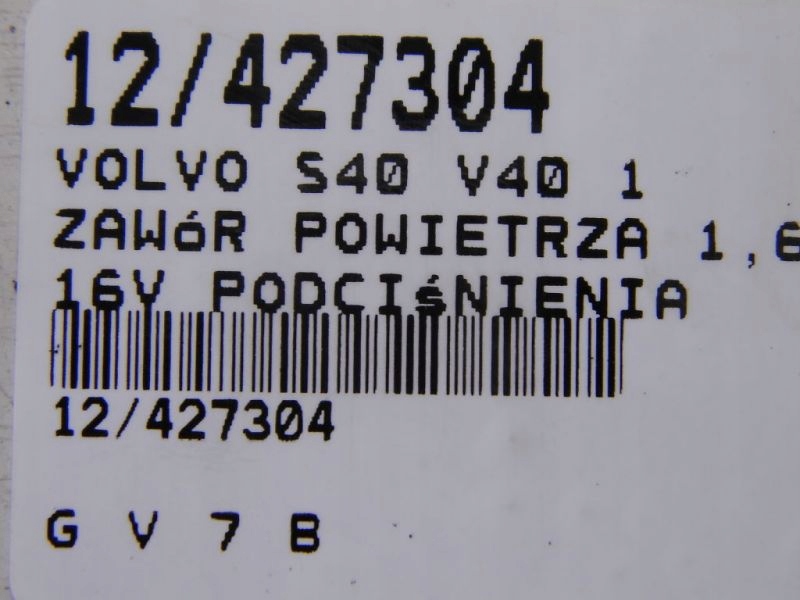 12/427304
VOLVO S40 V40 1
ZAWóR POWIETRZA 1,6
16V PODCIśNIENIA
12/427304
G V 7 B